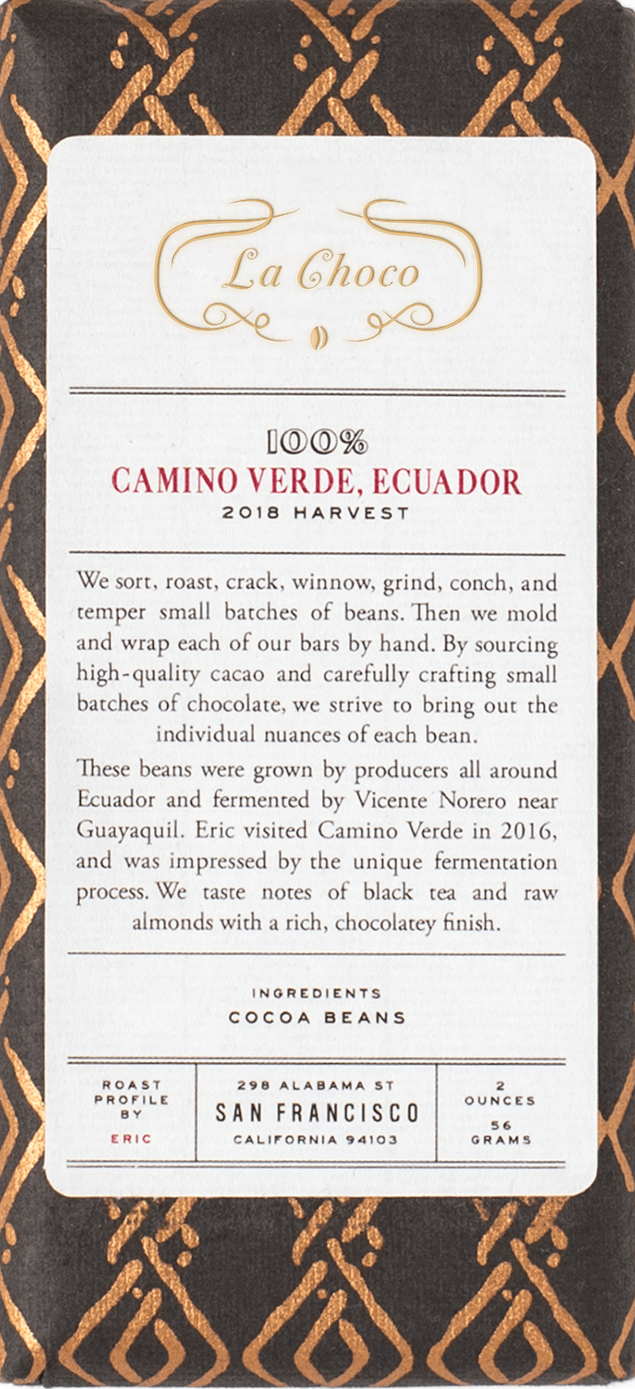 La Choco
100%
CAMINO VERDE, ECUADOR
2018 HARVEST
We sort, roast, crack, winnow, grind, conch, and
temper small batches of beans. Then we mold
and wrap each of our bars by hand. By sourcing
high-quality cacao and carefully crafting small
batches of chocolate, we strive to bring out the
individual nuances of each bean.
These beans were grown by producers all around
Ecuador and fermented by Vicente Norero near
Guayaquil. Eric visited Camino Verde in 2016,
and was impressed by the unique fermentation
process. We taste notes of black tea and raw
almonds with a rich, chocolatey finish.
INGREDIENTS
COCOA BEANS
ROAST
PROFILE
BY
ERIC
298 ALABAMA ST
SAN FRANCISCO
CALIFORNIA 94103
2
OUNCES
56
GRAMS